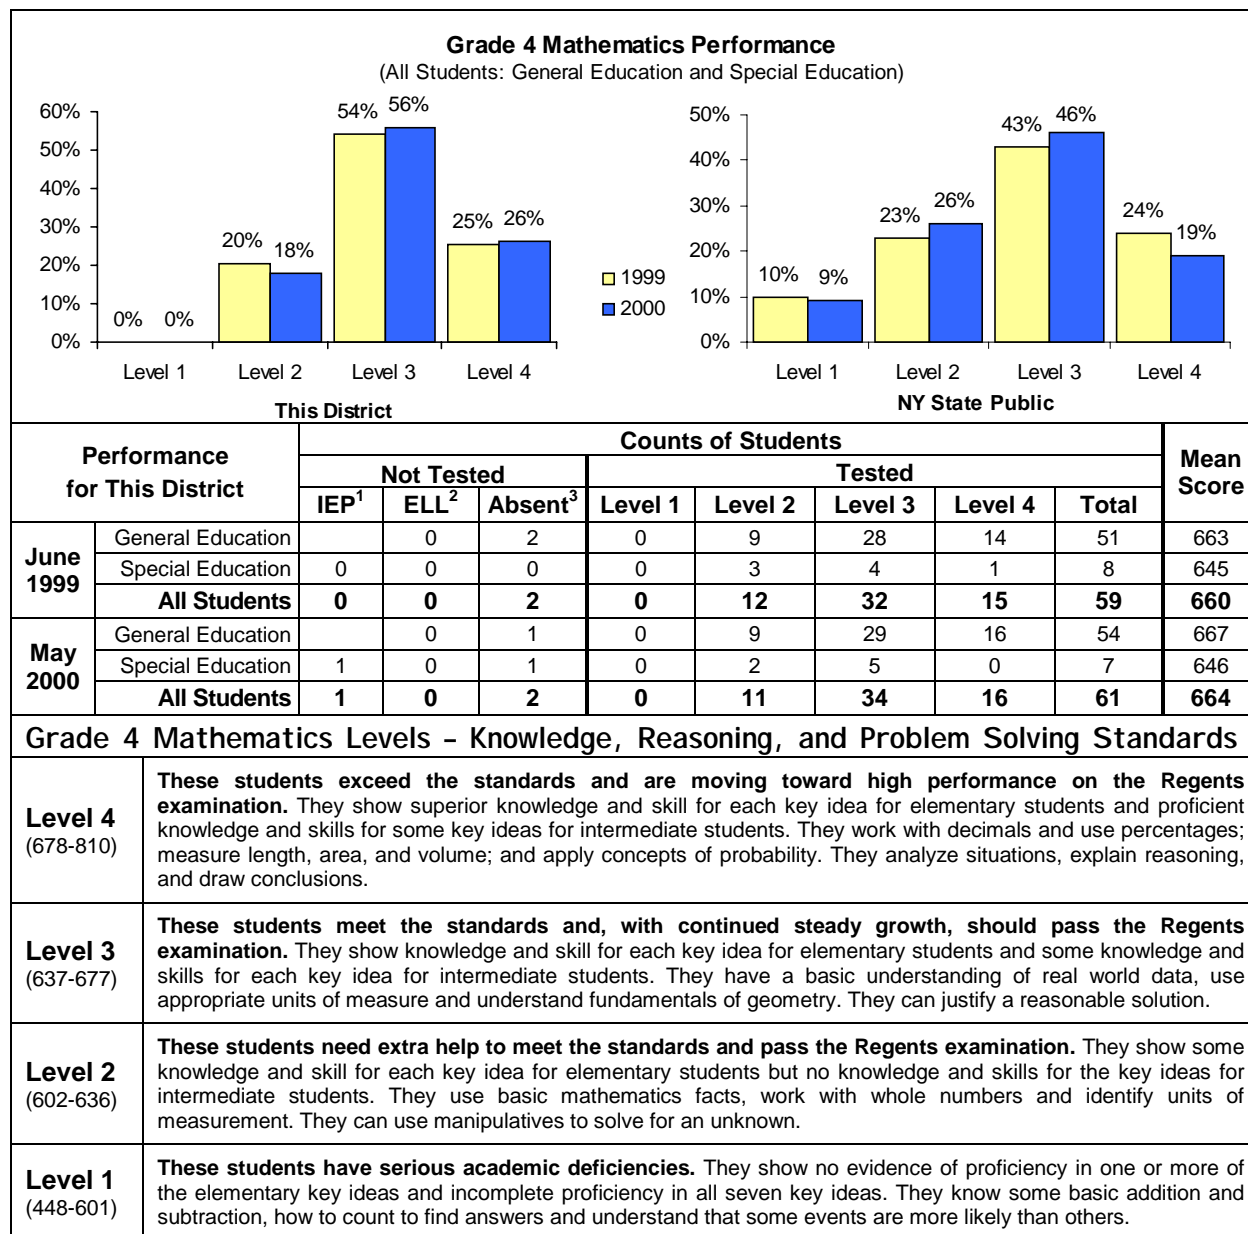 Grade 4 Mathematics Performance
(All Students: General Education and Special Education)
60%
50%
40%
30%
20%
10%
0%
0% 0%
20% 18%
54% 56%
25% 26%
Level 1 Level 2 Level 3 Level 4
This District
1999
2000
50%
40%
30%
20%
10%
0%
10% 9%
23% 26%
43% 46%
24% 19%
Level 1 Level 2 Level 3 Level 4
NY State Public
Performance for This District Counts of Students Mean Score
Not Tested Tested
IEP1 ELL2 Absent3 Level 1 Level 2 Level 3 Level 4 Total
June 1999
General Education 0 2 0 9 28 14 51 663
Special Education 0 0 0 0 3 4 1 8 645
All Students 0 0 2 0 12 32 15 59 660
May 2000
General Education 0 1 0 9 29 16 54 667
Special Education 1 0 1 0 2 5 0 7 646
All Students 1 0 2 0 11 34 16 61 664
Grade 4 Mathematics Levels – Knowledge, Reasoning, and Problem Solving Standards
Level 4
(678-810)
These students exceed the standards and are moving toward high performance on the Regents
examination. They show superior knowledge and skill for each key idea for elementary students and proficient
knowledge and skills for some key ideas for intermediate students. They work with decimals and use percentages;
measure length, area, and volume; and apply concepts of probability. They analyze situations, explain reasoning,
and draw conclusions.
Level 3
(637-677)
These students meet the standards and, with continued steady growth, should pass the Regents
examination. They show knowledge and skill for each key idea for elementary students and some knowledge and
skills for each key idea for intermediate students. They have a basic understanding of real world data, use
appropriate units of measure and understand fundamentals of geometry. They can justify a reasonable solution.
Level 2
(602-636)
These students need extra help to meet the standards and pass the Regents examination. They show some
knowledge and skill for each key idea for elementary students but no knowledge and skills for the key ideas for
intermediate students. They use basic mathematics facts, work with whole numbers and identify units of
measurement. They can use manipulatives to solve for an unknown.
Level 1
(448-601)
These students have serious academic deficiencies. They show no evidence of proficiency in one or more of
the elementary key ideas and incomplete proficiency in all seven key ideas. They know some basic addition and
subtraction, how to count to find answers and understand that some events are more likely than others.